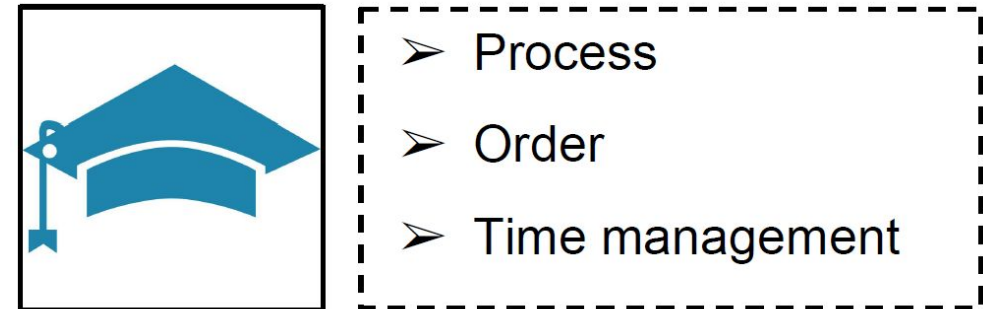 ➢ Process
➢ Order
➢ Time management